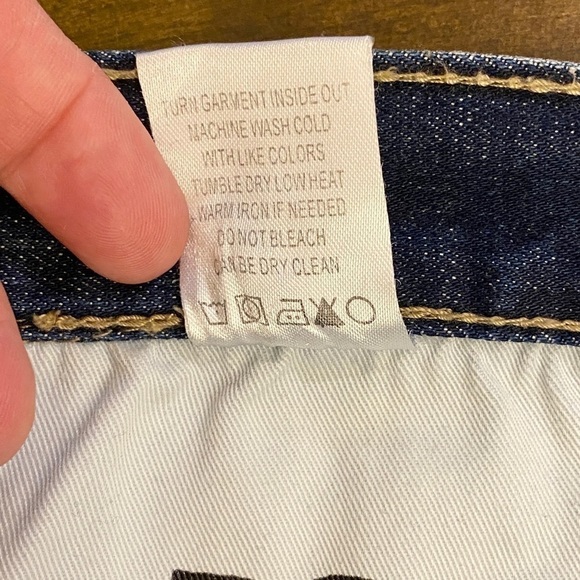 TURN GARMENT INSIDE OUT
MACHINE WASH COLD
WITH LIKE COLORS
TUMBLE DRY LOW HEAT
WARM IRON IF NEEDED
DO NOT BLEACH
CAN BE DRY CLEAN